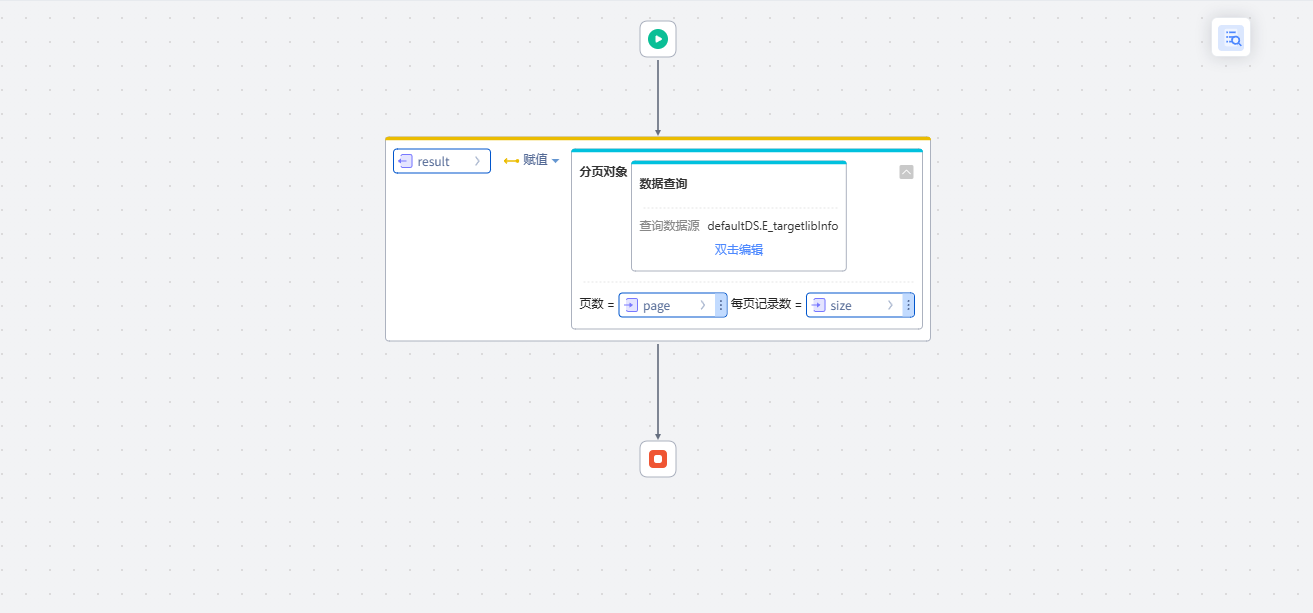 result
赋值
分页对象
数据查询
查询数据源 defaultDS.E_targetlibInfo
双击编辑
页数 = page 每页记录数 = size